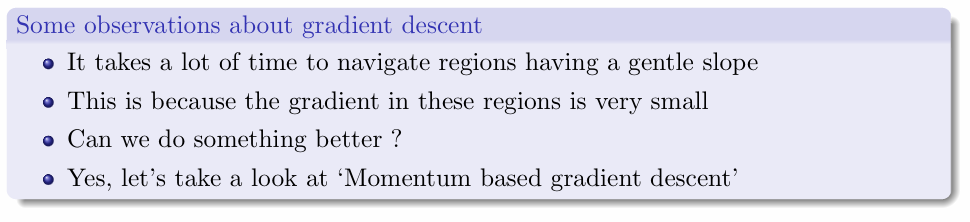 Some observations about gradient descent
It takes a lot of time to navigate regions having a gentle slope
This is because the gradient in these regions is very small
Can we do something better ?
Yes, let’s take a look at ‘Momentum based gradient descent’